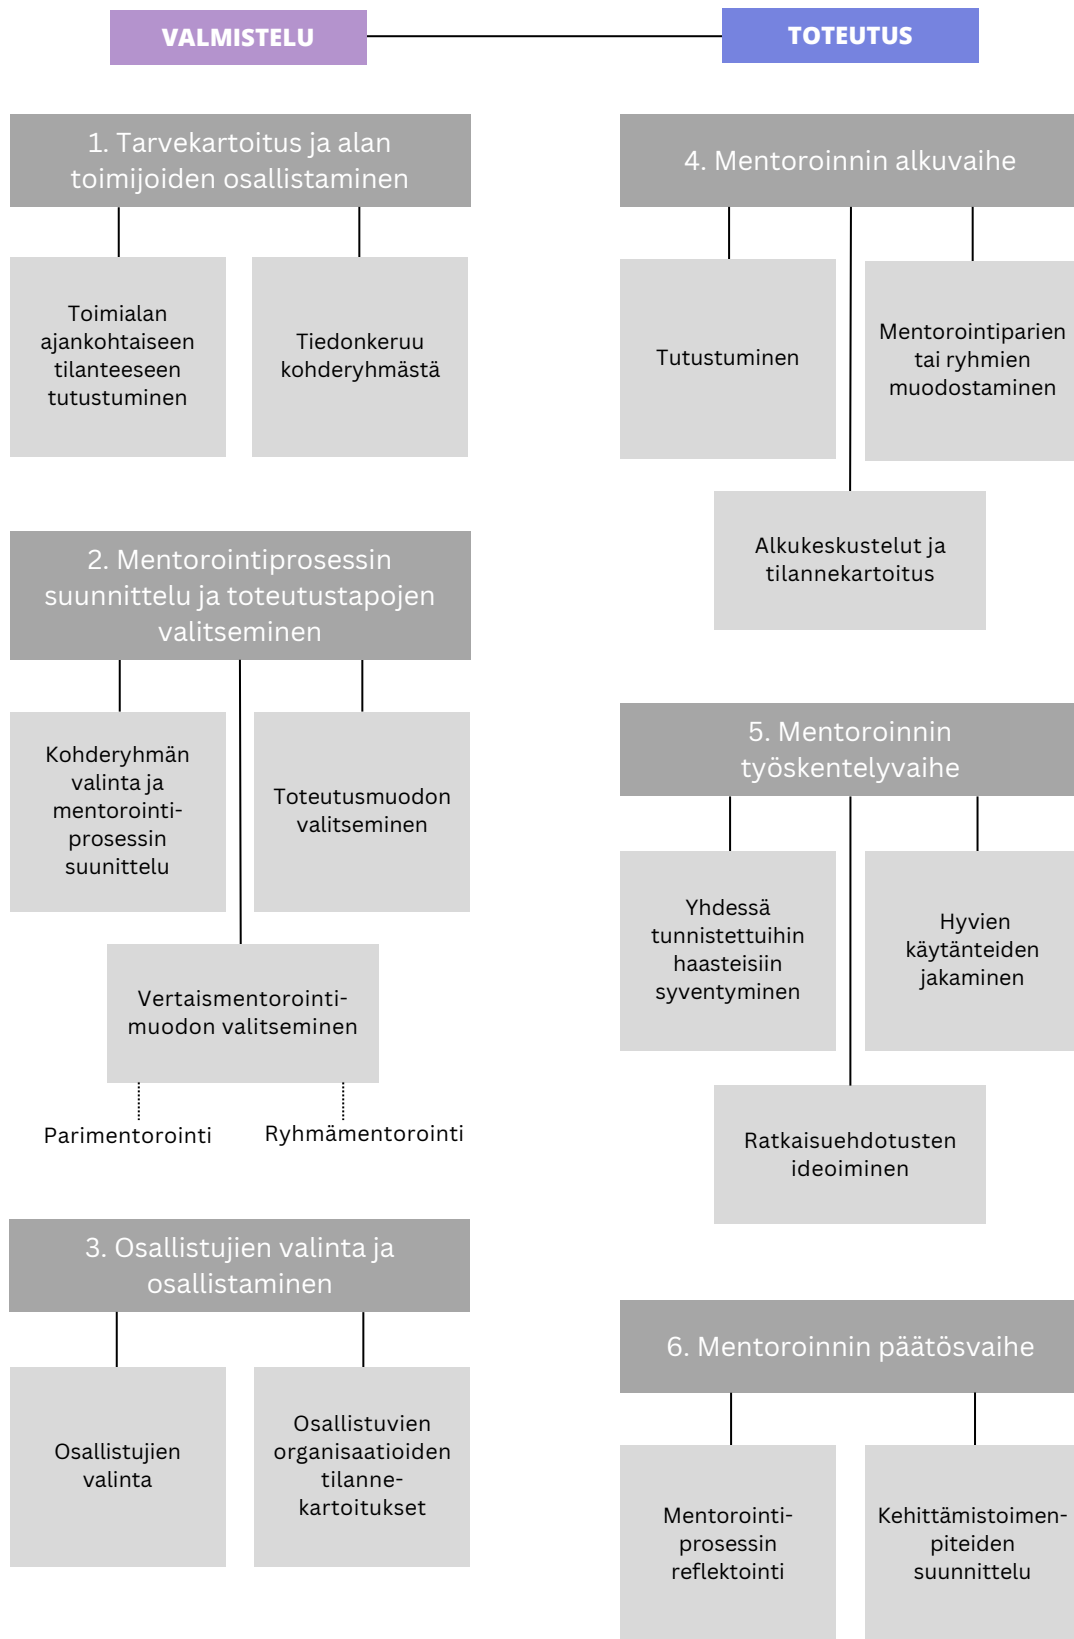 VALMISTELU
1. Tarvekartoitus ja alan
toimijoiden osallistaminen
Toimialan
ajankohtaiseen
tilanteeseen
tutustuminen
Tiedonkeruu
kohderyhmästä
2. Mentorointiprosessin
suunnittelu ja toteutustapojen
valitseminen
Kohderyhmän
valinta ja
mentorointi-
prosessin
suunittelu
Toteutusmuodon
valitseminen
Vertaismentorointi-
muodon valitseminen
Parimentorointi
Ryhmämentorointi
3. Osallistujien valinta ja
osallistaminen
Osallistujien
valinta
Osallistuvien
organisaatioiden
tilanne-
kartoitukset
TOTEUTUS
4. Mentoroinnin alkuvaihe
Tutustuminen
Mentorointiparien
tai ryhmien
muodostaminen
Alkukeskustelut ja
tilannekartoitus
5. Mentoroinnin
työskentelyvaihe
Yhdessä
tunnistettuihin
haasteisiin
syventyminen
Hyvien
käytänteiden
jakaminen
Ratkaisuehdotusten
ideoiminen
6. Mentoroinnin päätösvaihe
Mentorointi-
prosessin
reflektointi
Kehittämistoimen-
piteiden
suunnittelu